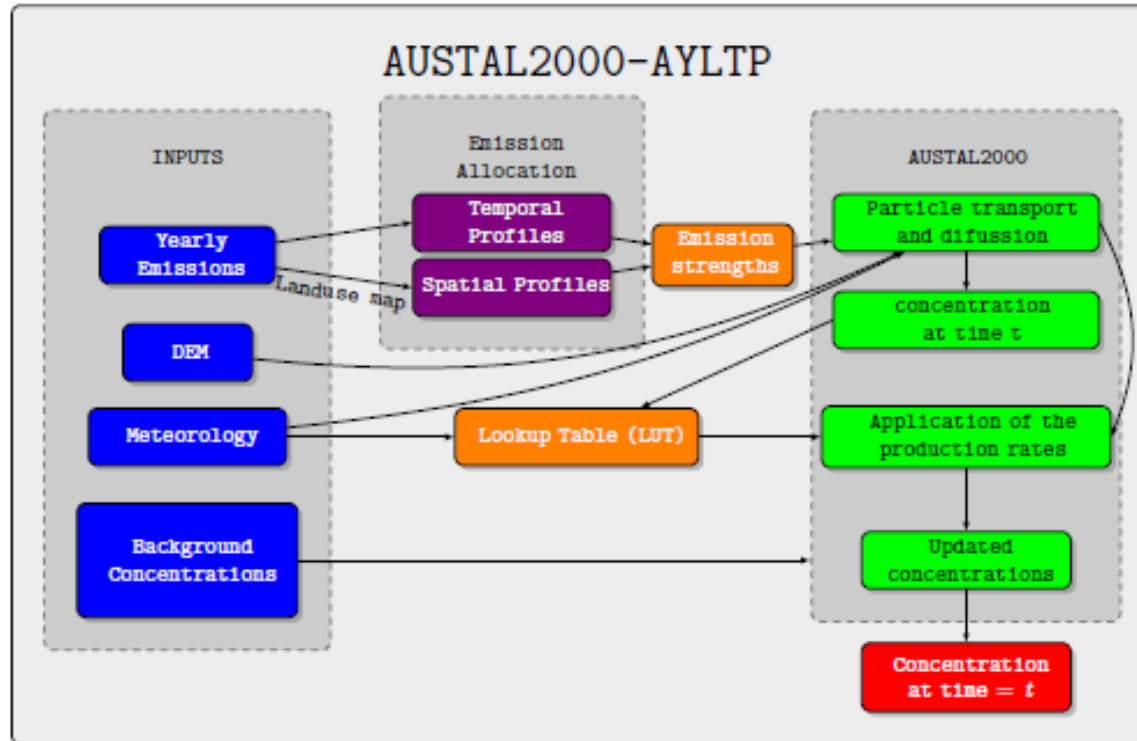 AUSTAL2000-AYLTP
INPUTS
Yearly
Emissions
Landuse map
DEM
Meteorology
Background
Concentrations
Emission
Allocation
Temporal
Profiles
Spatial Profiles
Emission
strengths
Lookup Table (LUT)
AUSTAL2000
Particle transport
and difussion
concentration
at time t
Application of the
production rates
Updated
concentrations
Concentration
at time = t